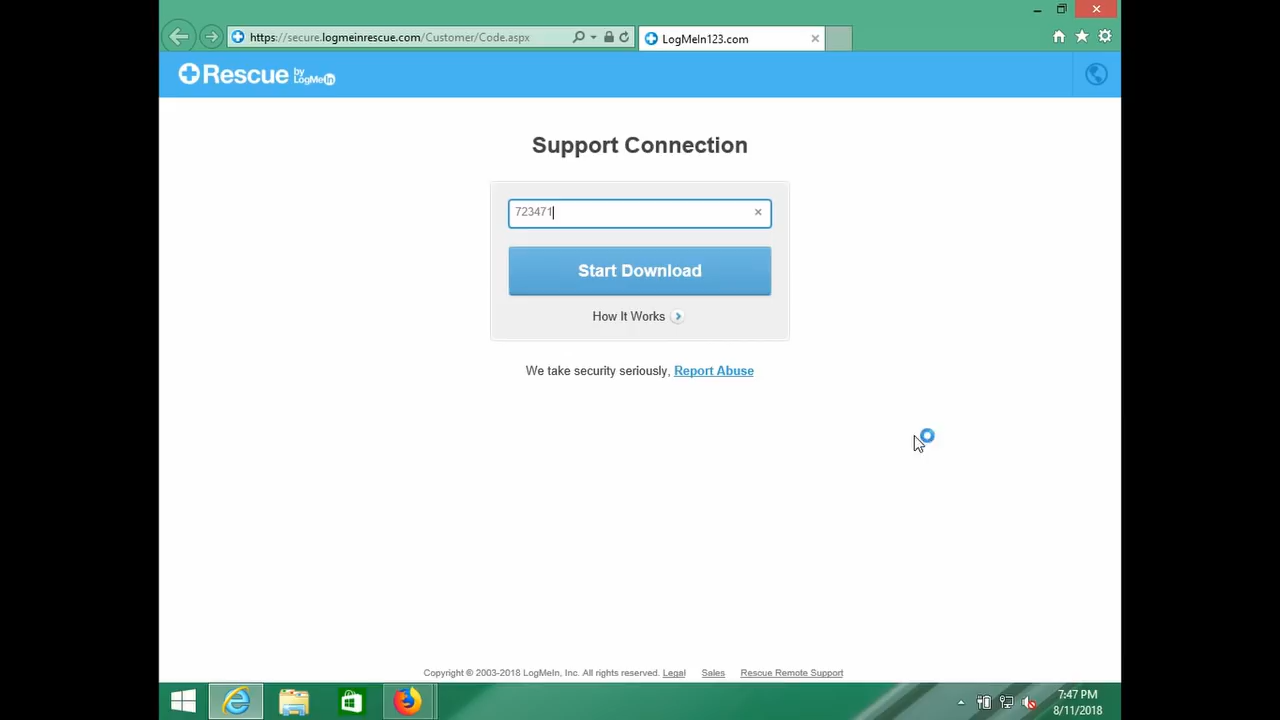 https://secure.logmeinrescue.com/Customer/Code.aspx
LogMeIn123.com
Rescue by LogMeIn
Support Connection
723471
Start Download
How It Works
We take security seriously, Report Abuse
Copyright © 2003-2018 LogMeIn, Inc. All rights reserved. Legal Sales Rescue Remote Support
7:47 PM
8/11/2018